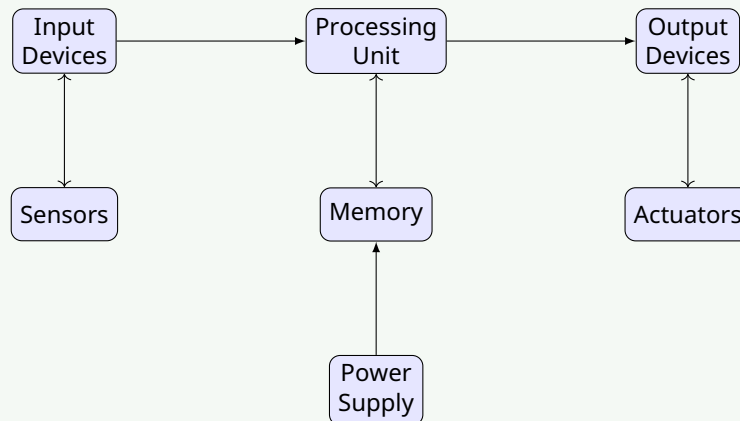 Input
Devices
Processing
Unit
Output
Devices
Sensors
Memory
Actuators
Power
Supply